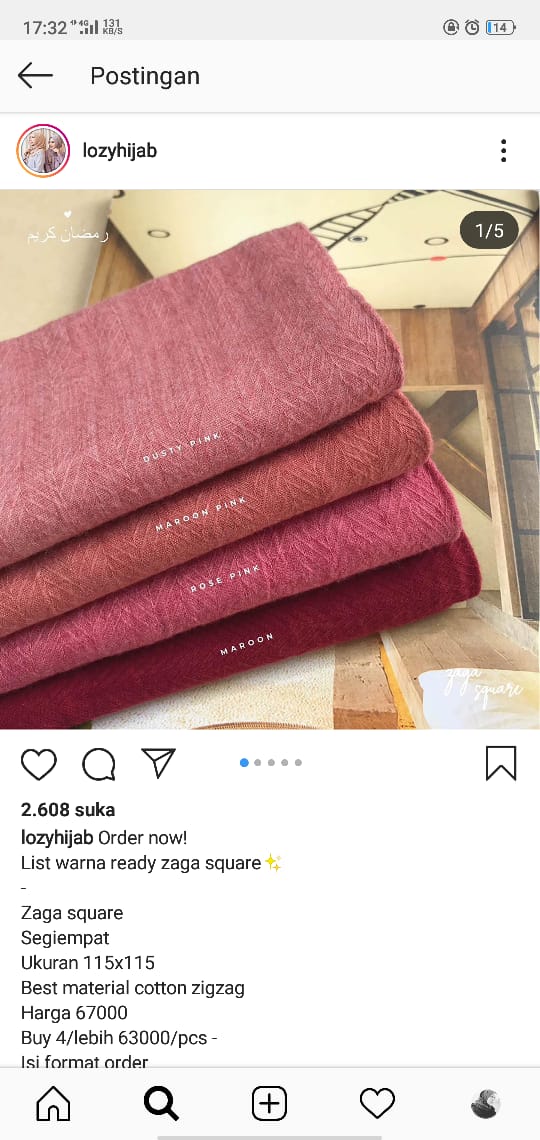 17:32 4G 131 KB/S 14
Postingan
lozyhijab
رمضان كريم
1/5
DUSTY PINK
MAROON PINK
ROSE PINK
MAROON
zaga
square
2.608 suka
lozyhijab Order now!
List warna ready zaga square✨
-
Zaga square
Segiempat
Ukuran 115x115
Best material cotton zigzag
Harga 67000
Buy 4/lebih 63000/pcs -
Isi format order